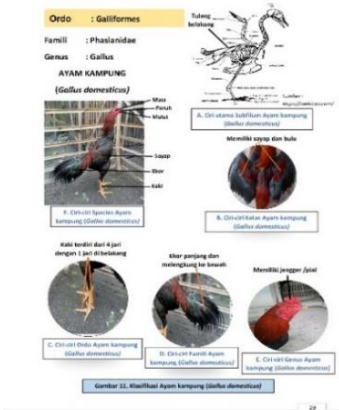 Ordo : Galliformes
Famili : Phasianidae
Genus : Gallus
AYAM KAMPUNG
(Gallus domesticus)
Tulang
belakang
Sumber :
A. Ciri utama Subfilum Ayam kampung
(Gallus domesticus)
Mata
Paruh
Mulut
Sayap
Ekor
Kaki
F. Ciri-ciri Spesies Ayam
kampung (Gallus domesticus)
Memiliki sayap dan bulu
B. Ciri-ciri Kelas Ayam kampung
(Gallus domesticus)
Kaki terdiri dari 4 jari
dengan 1 jari di belakang
C. Ciri-ciri Ordo Ayam kampung
(Gallus domesticus)
Ekor panjang dan
melengkung ke bawah
D. Ciri-ciri Famili Ayam
kampung (Gallus domesticus)
Memiliki jengger /pial
E. Ciri-ciri Genus Ayam
kampung (Gallus domesticus)
Gambar 11. Klasifikasi Ayam kampung (Gallus domesticus)
29